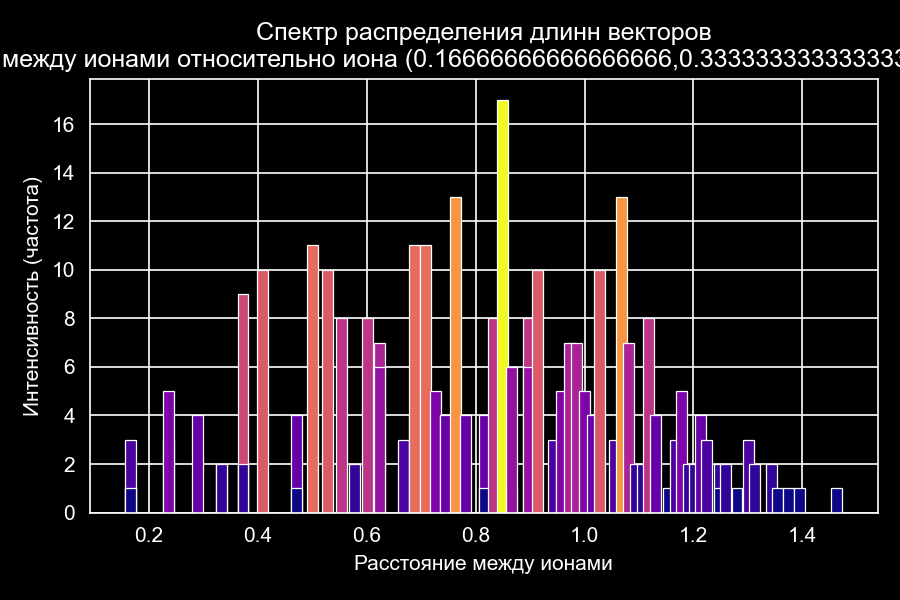 Спектр распределения длинн векторов
между ионами относительно иона (0.16666666666666666,0.333333333333333
16
14
12
10
8
6
4
2
0
Интенсивность (частота)
0.2 0.4 0.6 0.8 1.0 1.2 1.4
Расстояние между ионами